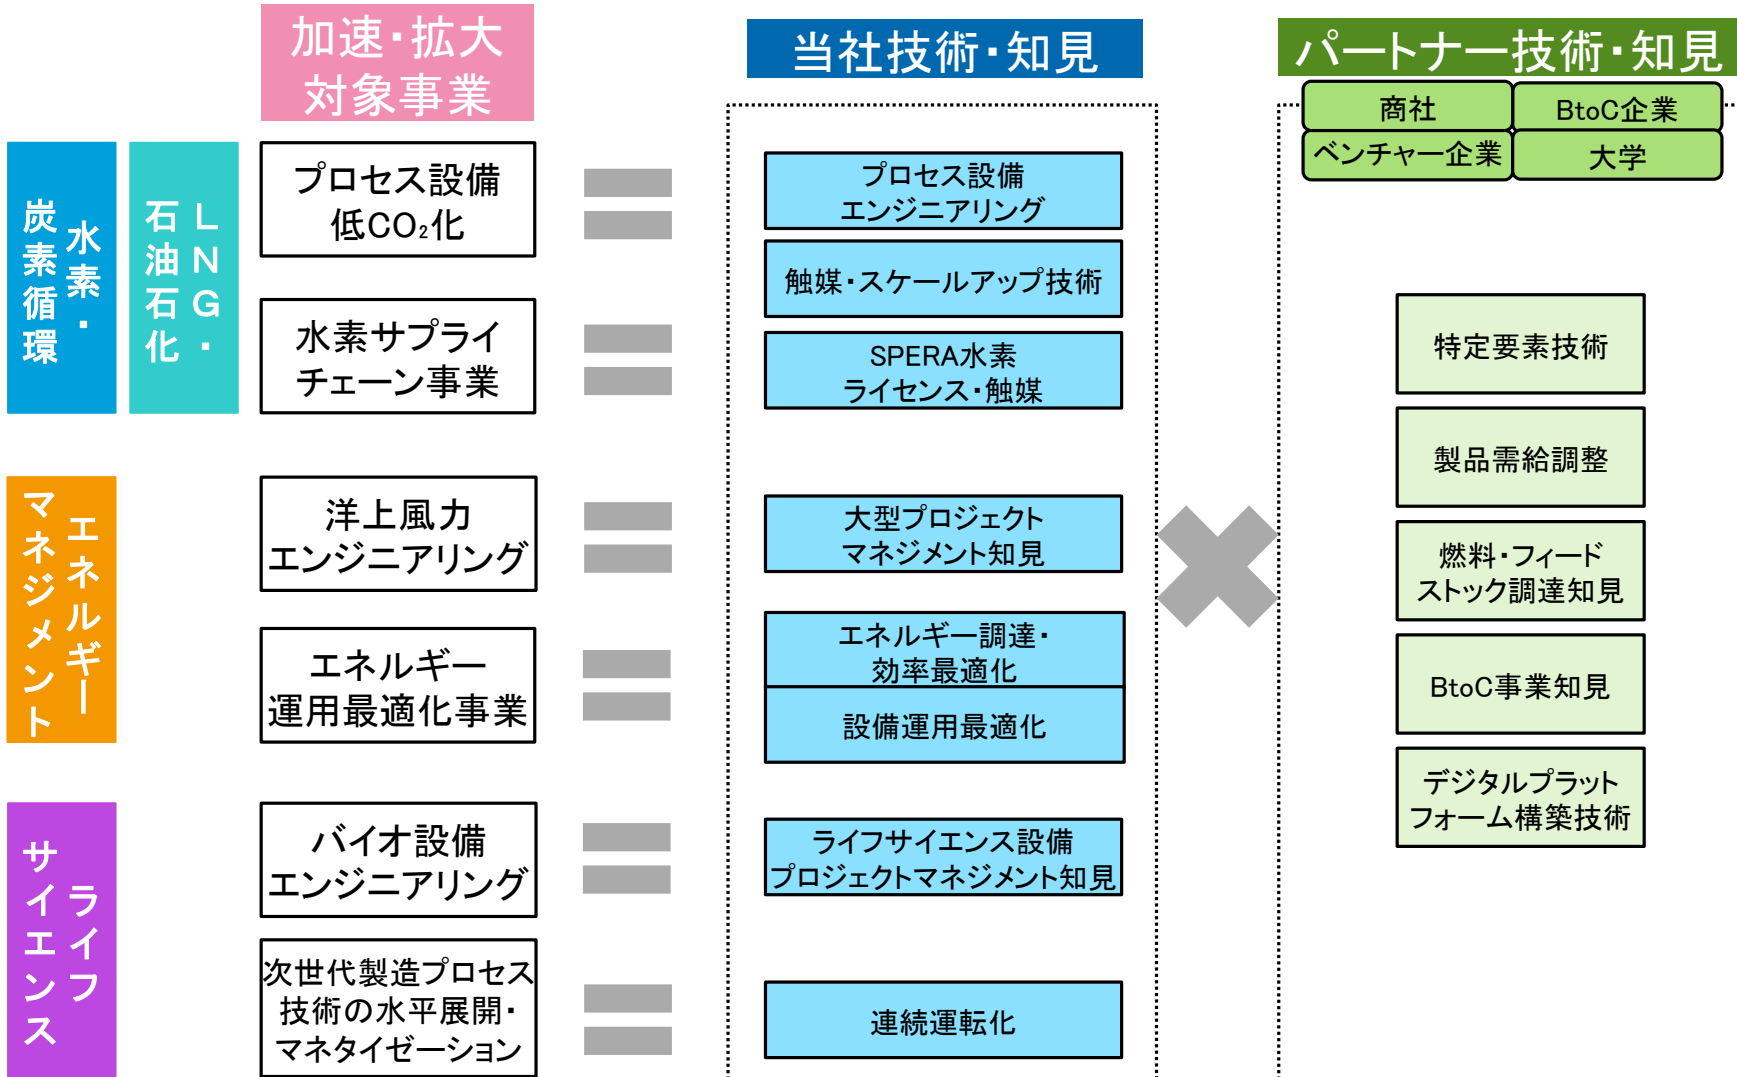 加速・拡大
対象事業
当社技術・知見
パートナー技術・知見
商社
BtoC企業
ベンチャー企業
大学
水素・
炭素循環
LNG・
石油石化
プロセス設備
低CO₂化
水素サプライ
チェーン事業
プロセス設備
エンジニアリング
触媒・スケールアップ技術
SPERA水素
ライセンス・触媒
エネルギー
マネジメント
洋上風力
エンジニアリング
エネルギー
運用最適化事業
大型プロジェクト
マネジメント知見
エネルギー調達・
効率最適化
設備運用最適化
ライフ
サイエンス
バイオ設備
エンジニアリング
次世代製造プロセス
技術の水平展開・
マネタイゼーション
ライフサイエンス設備
プロジェクトマネジメント知見
連続運転化
特定要素技術
製品需給調整
燃料・フィード
ストック調達知見
BtoC事業知見
デジタルプラット
フォーム構築技術